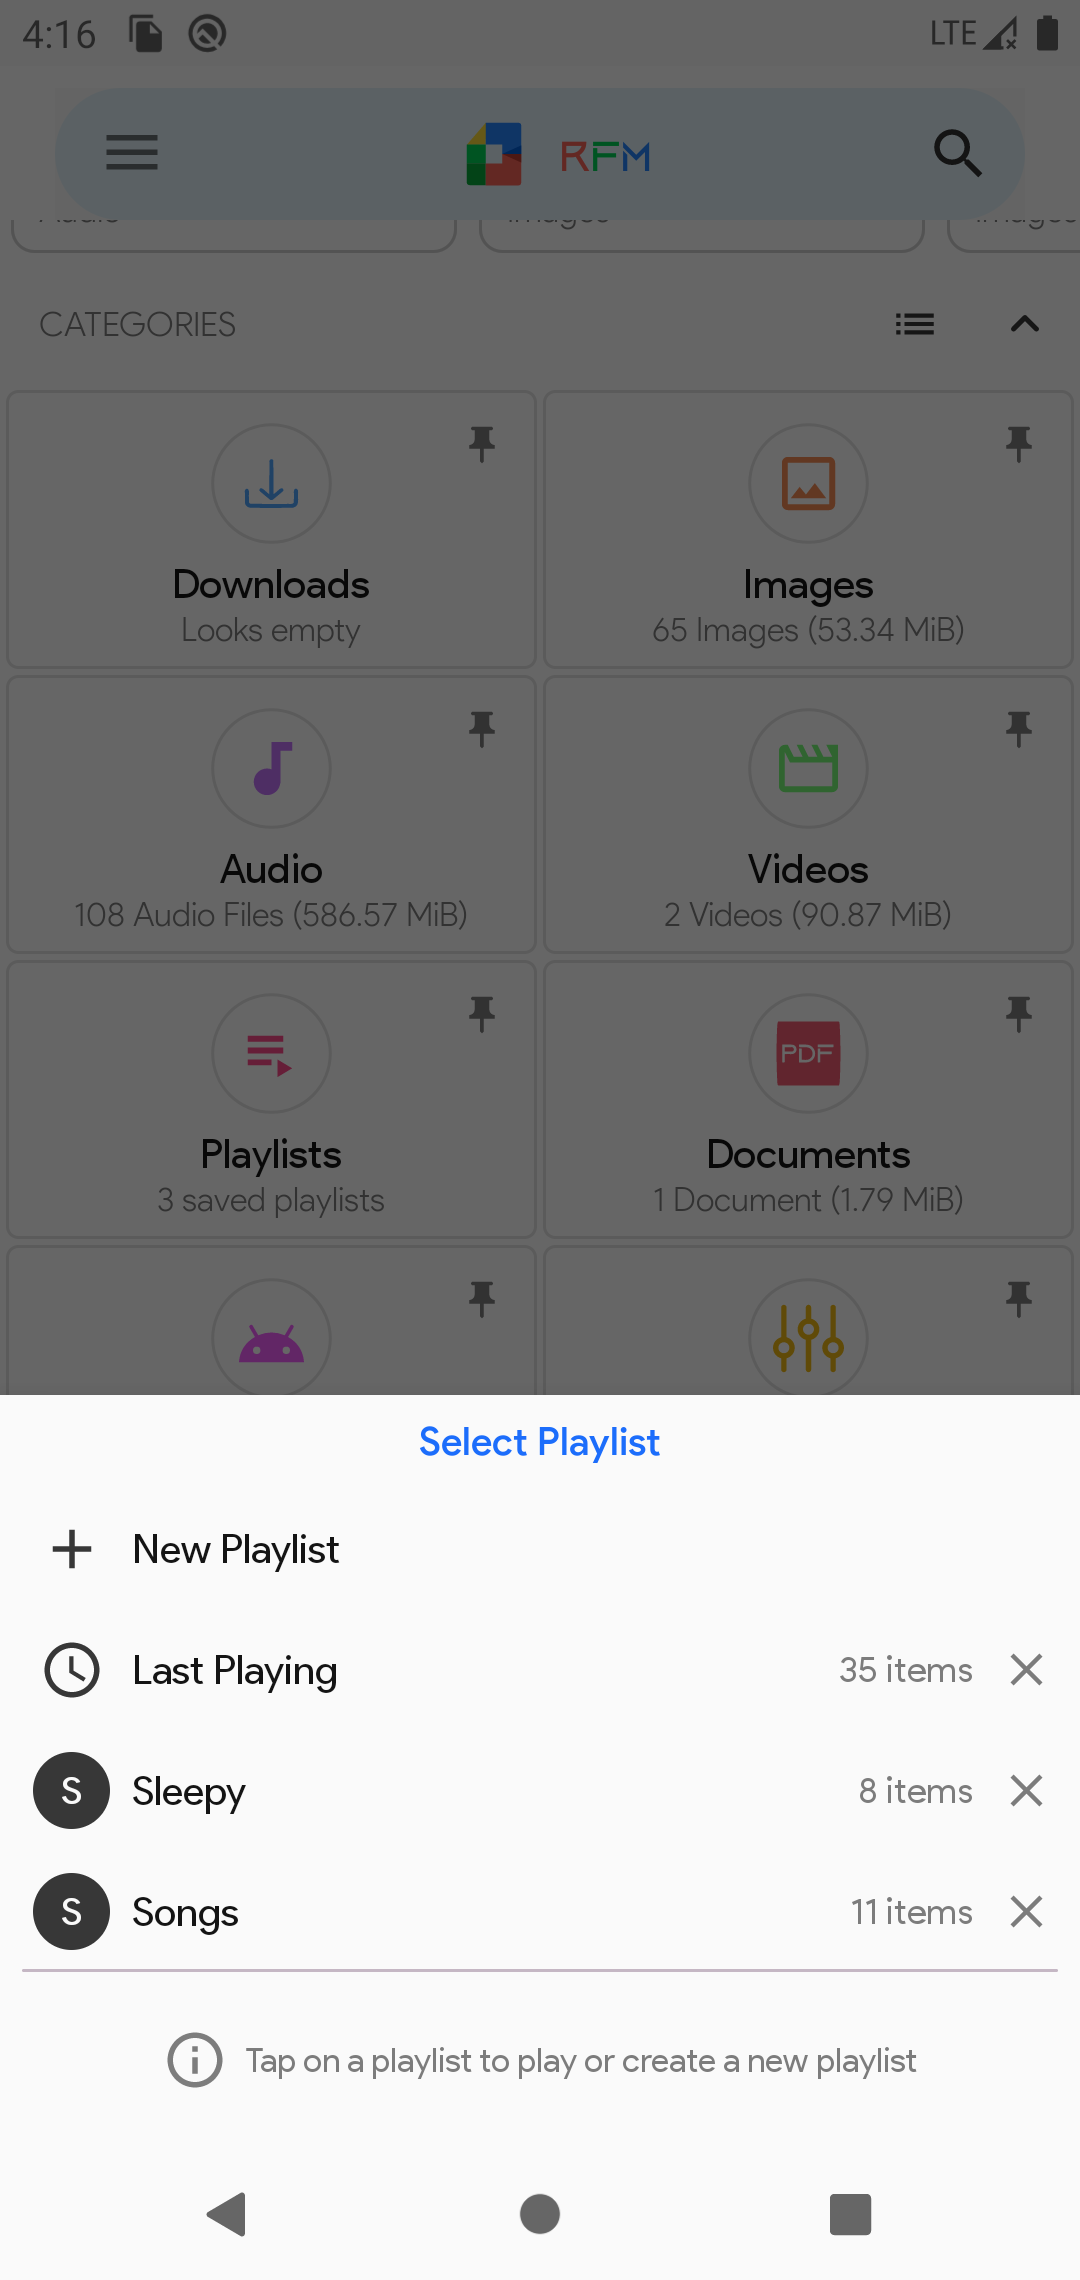 4:16 LTE
RFM
Audio Images Images
CATEGORIES
Downloads
Looks empty
Images
65 Images (53.34 MiB)
Audio
108 Audio Files (586.57 MiB)
Videos
2 Videos (90.87 MiB)
Playlists
3 saved playlists
PDF
Documents
1 Document (1.79 MiB)
Select Playlist
New Playlist
Last Playing 35 items
S Sleepy 8 items
S Songs 11 items
Tap on a playlist to play or create a new playlist